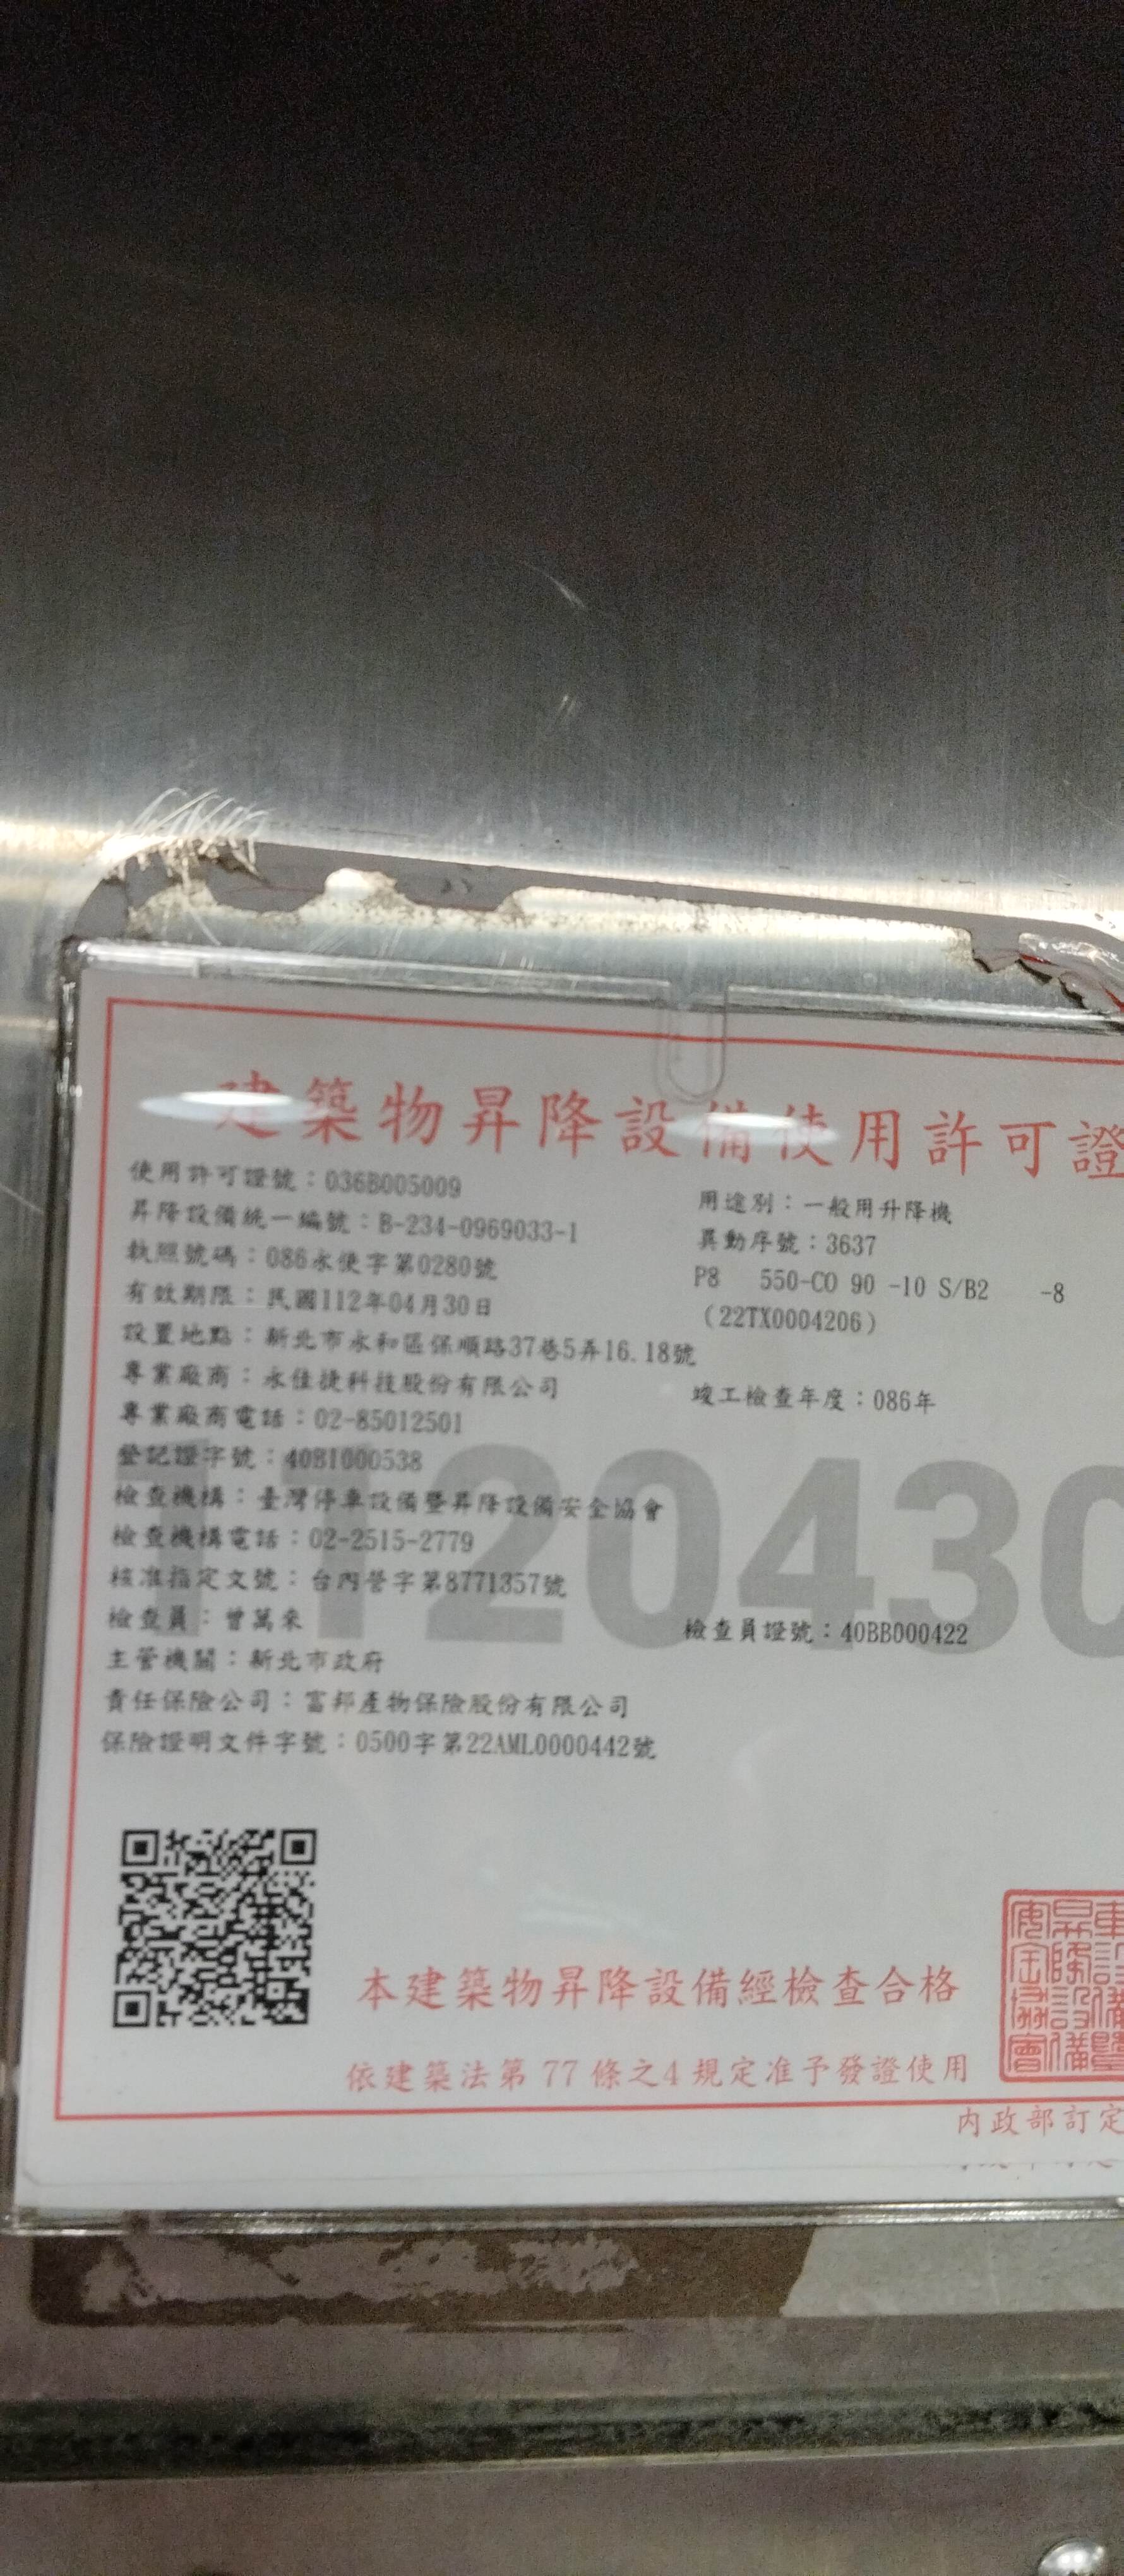 建築物昇降設備使用許可證
使用許可證號：036B005009
昇降設備統一編號：B-234-0969033-1
執照號碼：086永使字第0280號
有效期限：民國112年04月30日
設置地點：新北市永和區保順路37巷5弄16.18號
專業廠商：永佳捷科技股份有限公司
專業廠商電話：02-85012501
登記證字號：40BI000538
檢查機構：臺灣停車設備暨昇降設備安全協會
檢查機構電話：02-2515-2779
核准指定文號：台內營字第8771357號
檢查員：曾萬來
主管機關：新北市政府
責任保險公司：富邦產物保險股份有限公司
保險證明文件字號：0500字第22AML0000442號
用途別：一般用升降機
異動序號：3637
P8 550-CO 90 -10 S/B2 -8
(22TX0004206)
竣工檢查年度：086年
檢查員證號：40BB000422
1120430
本建築物昇降設備經檢查合格
依建築法第 77 條之4 規定准予發證使用
內政部訂定